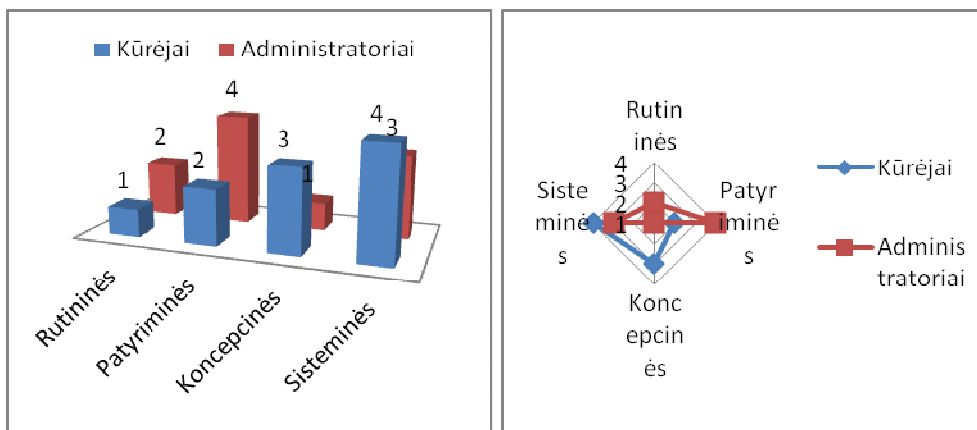 Kūrėjai Administratoriai
1 2 2 4 3 1 4 3
Rutininės
Patyriminės
Koncepcinės
Sisteminės
Rutin
inės
4
3
2
1
Siste
minė
s
Patyr
iminė
s
Konc
epcin
ės
Kūrėjai
Adminis
tratoriai